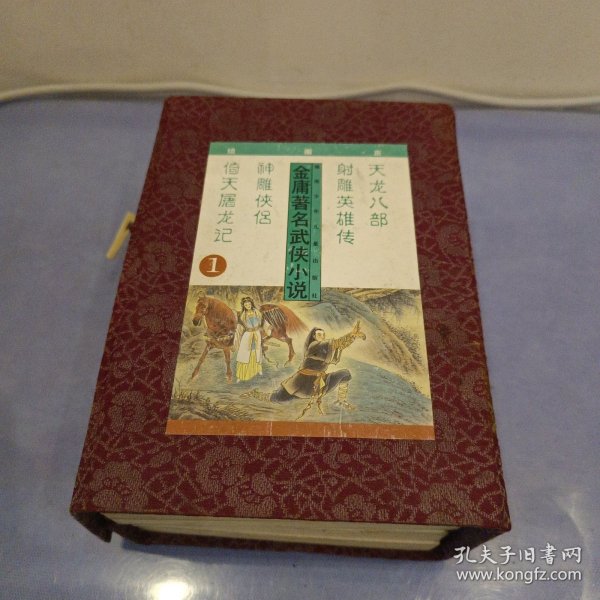 绘图本
天龙八部
射雕英雄传
金庸著名武侠小说
神雕侠侣
倚天屠龙记
1
孔夫子旧书网
www.kongfz.com